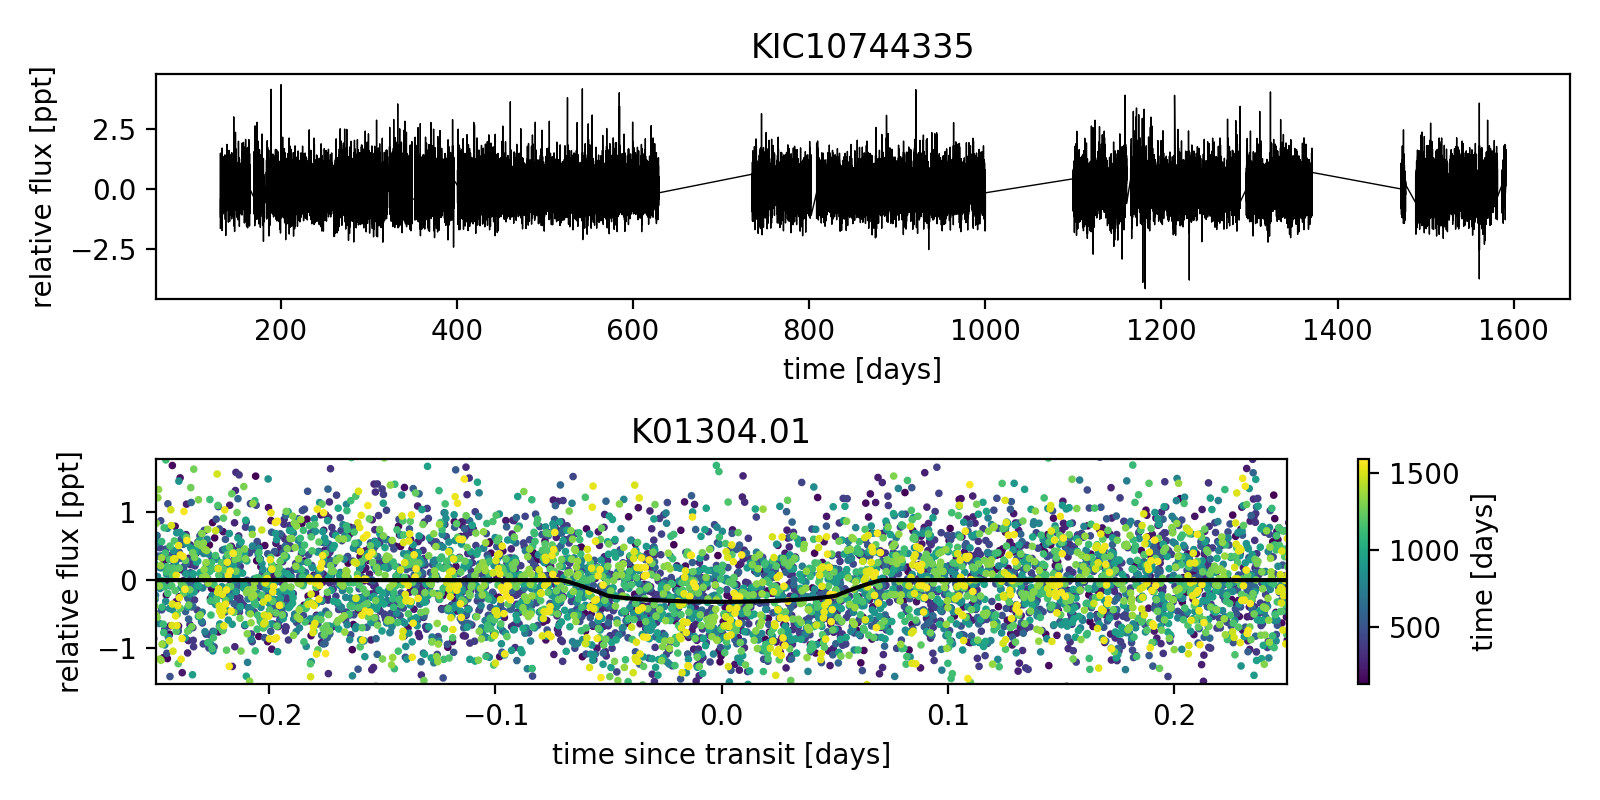 KIC10744335
relative flux [ppt]
2.5
0.0
−2.5
200 400 600 800 1000 1200 1400 1600
time [days]
K01304.01
relative flux [ppt]
1
0
−1
−0.2 −0.1 0.0 0.1 0.2
time since transit [days]
1500
1000
500
time [days]